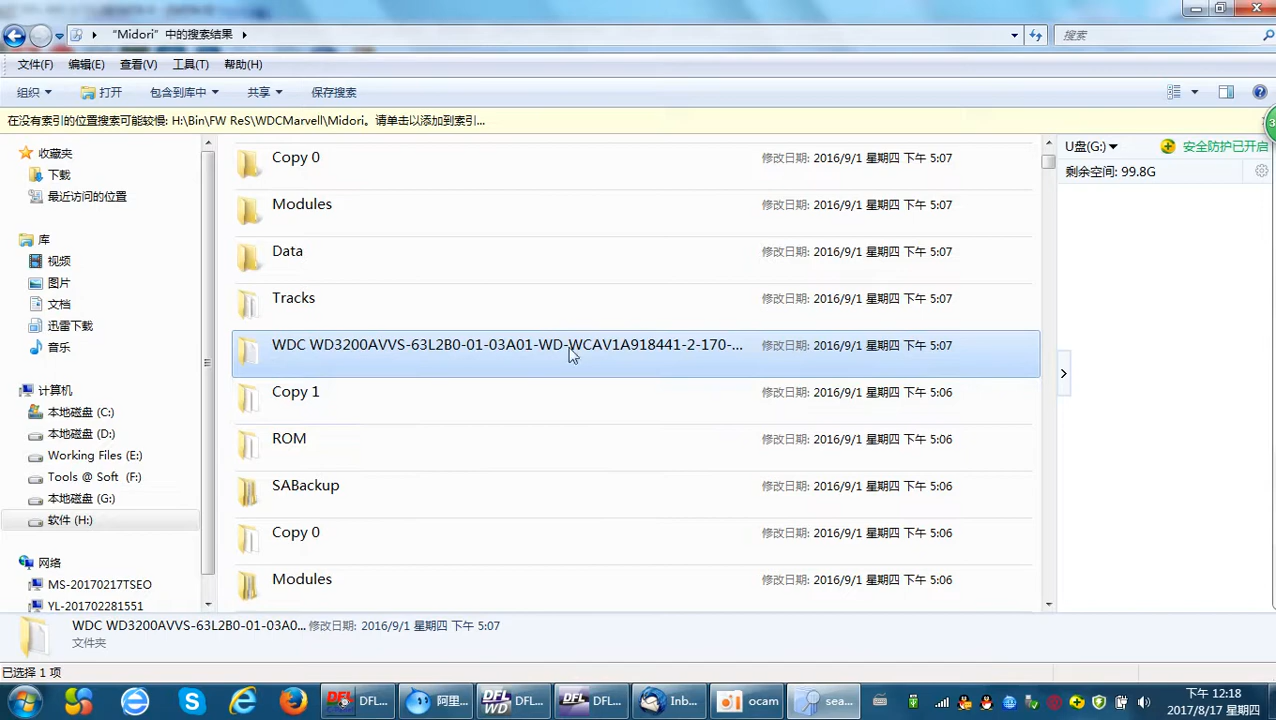 "Midori" 中的搜索结果
搜索
文件(F) 编辑(E) 查看(V) 工具(T) 帮助(H)
组织 打开 包含到库中 共享 保存搜索
在没有索引的位置搜索可能较慢: H:\Bin\FW ReS\WDCMarvell\Midori。请单击以添加到索引...
收藏夹
下载
最近访问的位置
库
视频
图片
文档
迅雷下载
音乐
计算机
本地磁盘 (C:)
本地磁盘 (D:)
Working Files (E:)
Tools @ Soft (F:)
本地磁盘 (G:)
软件 (H:)
网络
MS-20170217TSEO
YL-201702281551
Copy 0 修改日期: 2016/9/1 星期四 下午 5:07
Modules 修改日期: 2016/9/1 星期四 下午 5:07
Data 修改日期: 2016/9/1 星期四 下午 5:07
Tracks 修改日期: 2016/9/1 星期四 下午 5:07
WDC WD3200AVVS-63L2B0-01-03A01-WD-WCAV1A918441-2-170-... 修改日期: 2016/9/1 星期四 下午 5:07
Copy 1 修改日期: 2016/9/1 星期四 下午 5:06
ROM 修改日期: 2016/9/1 星期四 下午 5:06
SABackup 修改日期: 2016/9/1 星期四 下午 5:06
Copy 0 修改日期: 2016/9/1 星期四 下午 5:06
Modules 修改日期: 2016/9/1 星期四 下午 5:06
U盘(G:) 安全防护已开启
剩余空间: 99.8G
3
WDC WD3200AVVS-63L2B0-01-03A0... 修改日期: 2016/9/1 星期四 下午 5:07
文件夹
已选择 1 项
DFL... 阿里... DFL... DFL... Inb... ocam sea...
下午 12:18
2017/8/17 星期四